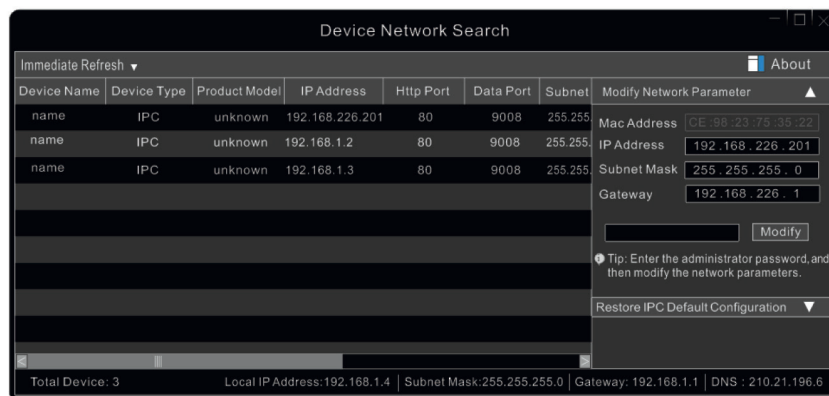 Device Network Search
Immediate Refresh
About
Device Name Device Type Product Model IP Address Http Port Data Port Subnet
name IPC unknown 192.168.226.201 80 9008 255.255.
name IPC unknown 192.168.1.2 80 9008 255.255.
name IPC unknown 192.168.1.3 80 9008 255.255.
Modify Network Parameter
Mac Address CE:98:23:75:35:22
IP Address 192.168.226.201
Subnet Mask 255.255.255.0
Gateway 192.168.226.1
Modify
Tip: Enter the administrator password,and
then modify the network parameters.
Restore IPC Default Configuration
Total Device: 3 Local IP Address:192.168.1.4 Subnet Mask:255.255.255.0 Gateway: 192.168.1.1 DNS : 210.21.196.6